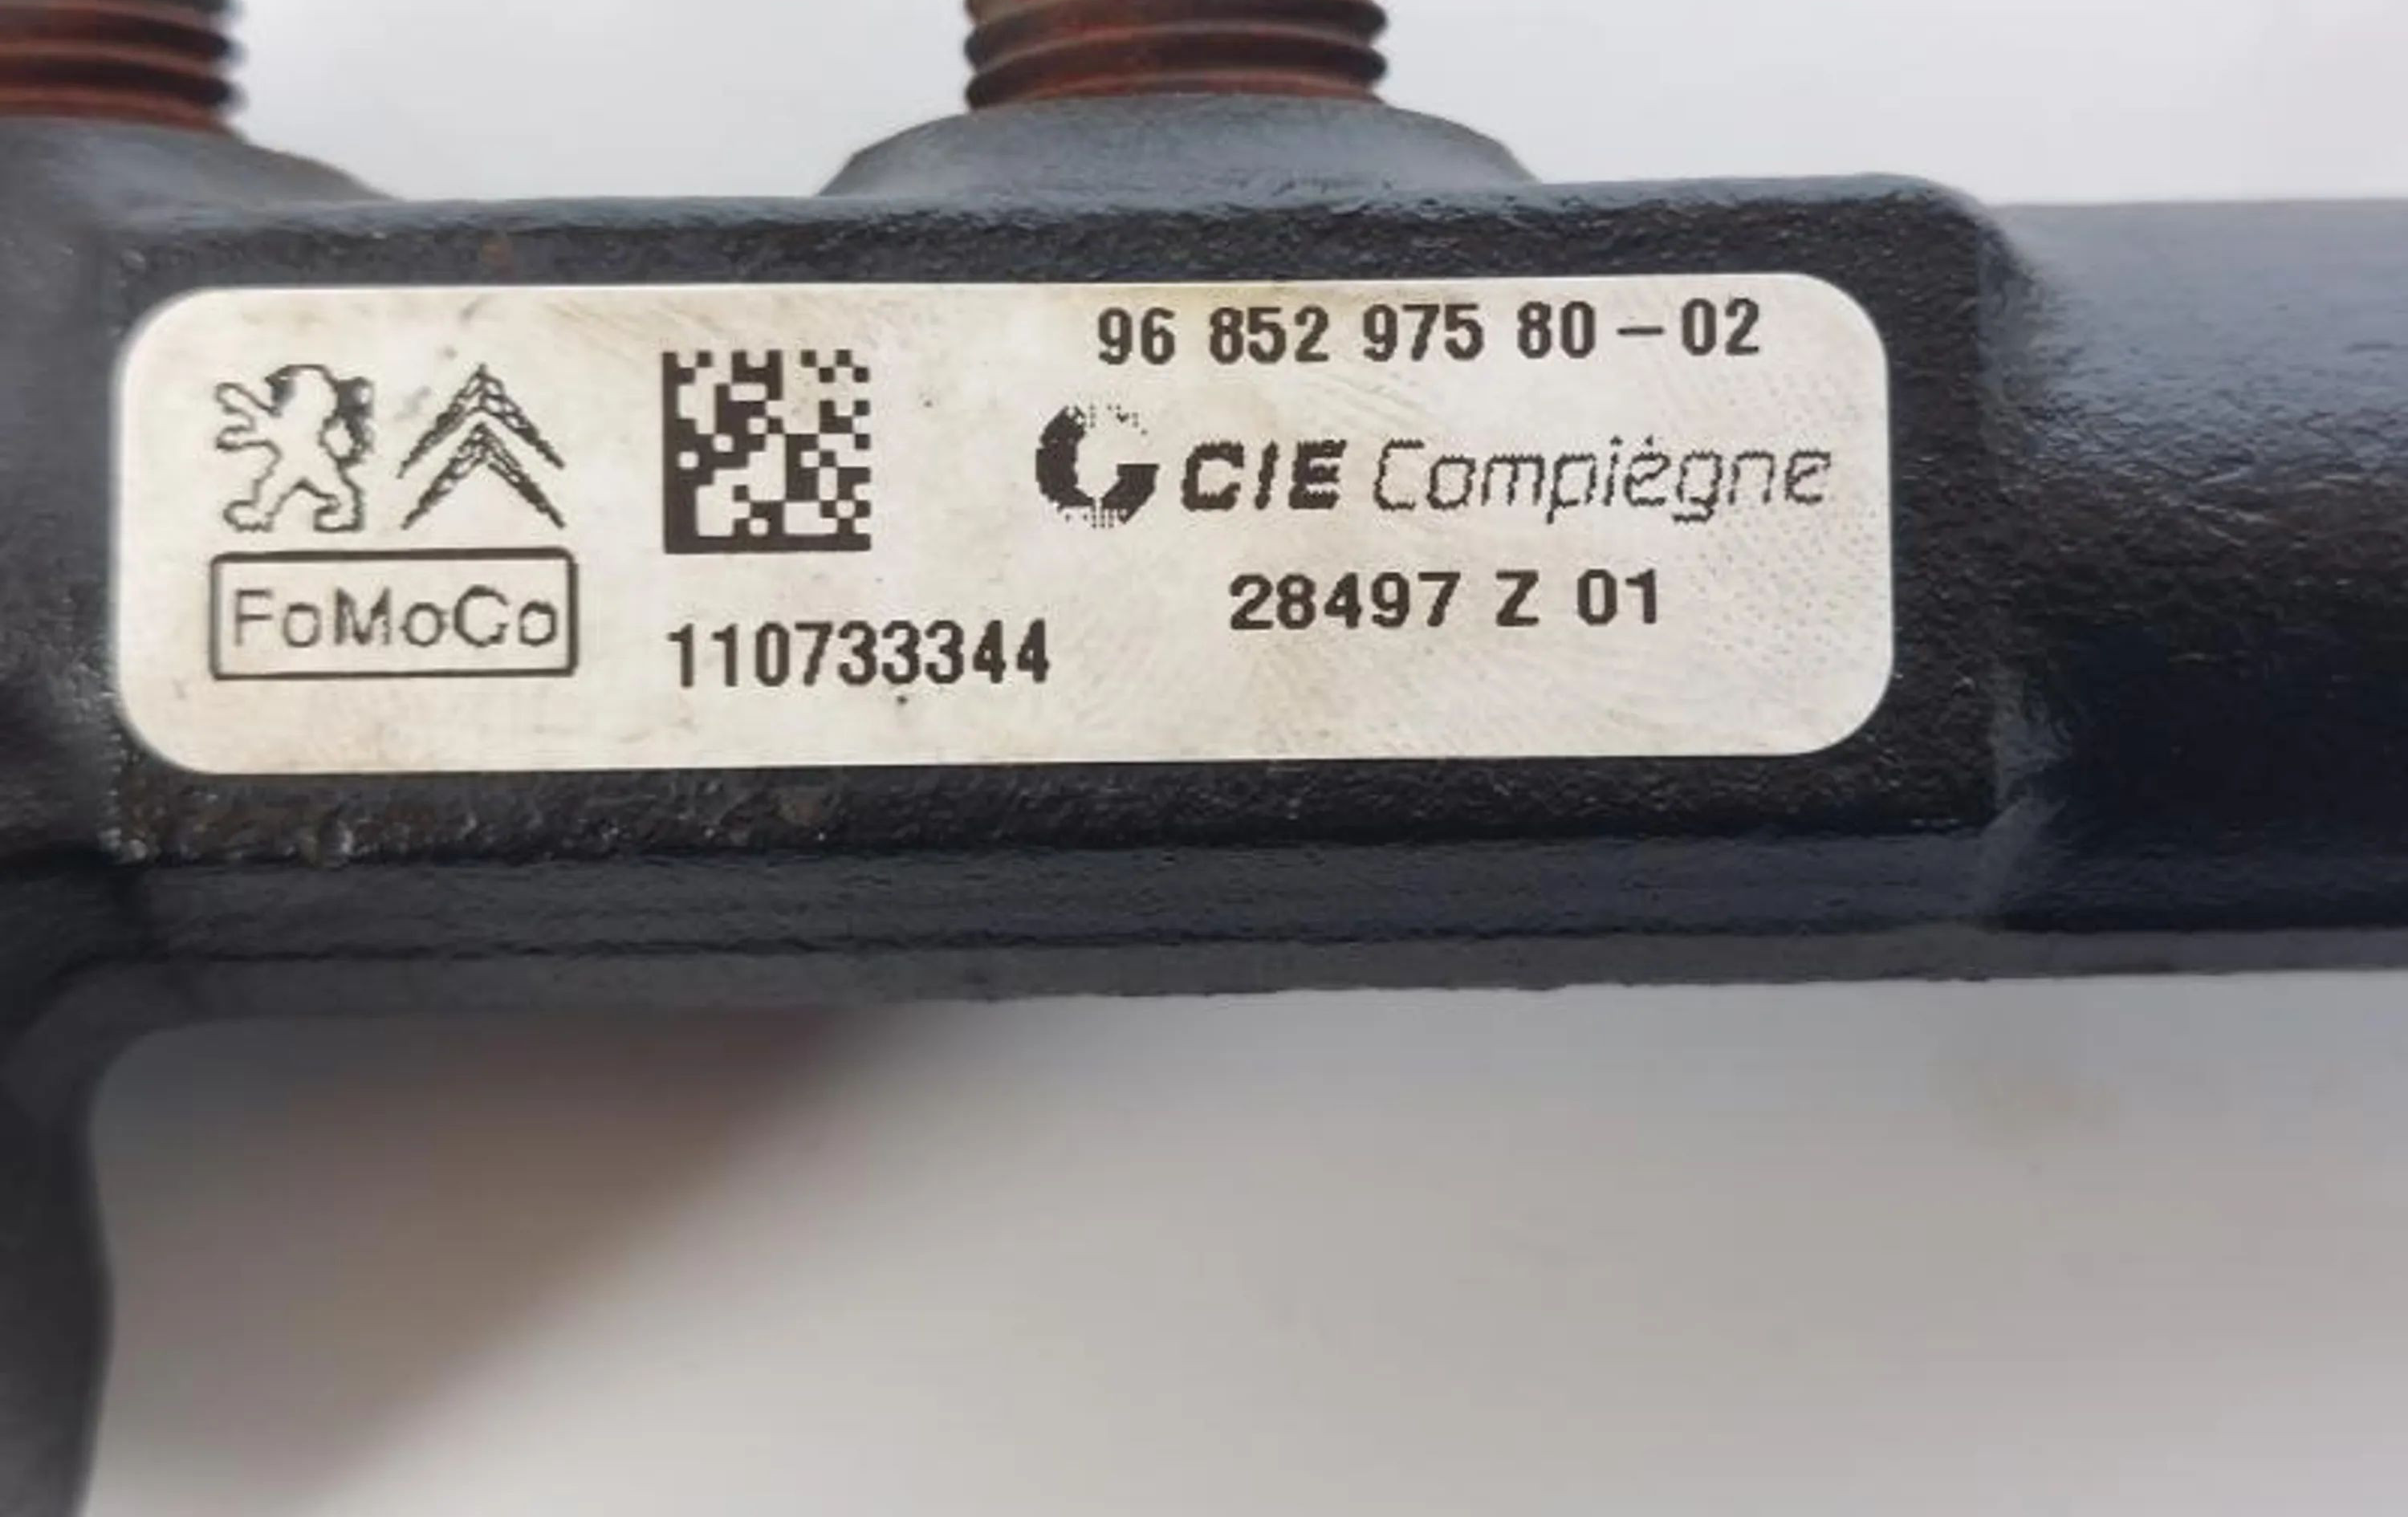 96 852 975 80-02
CIE Compiègne
FoMoCo
110733344
28497 Z 01